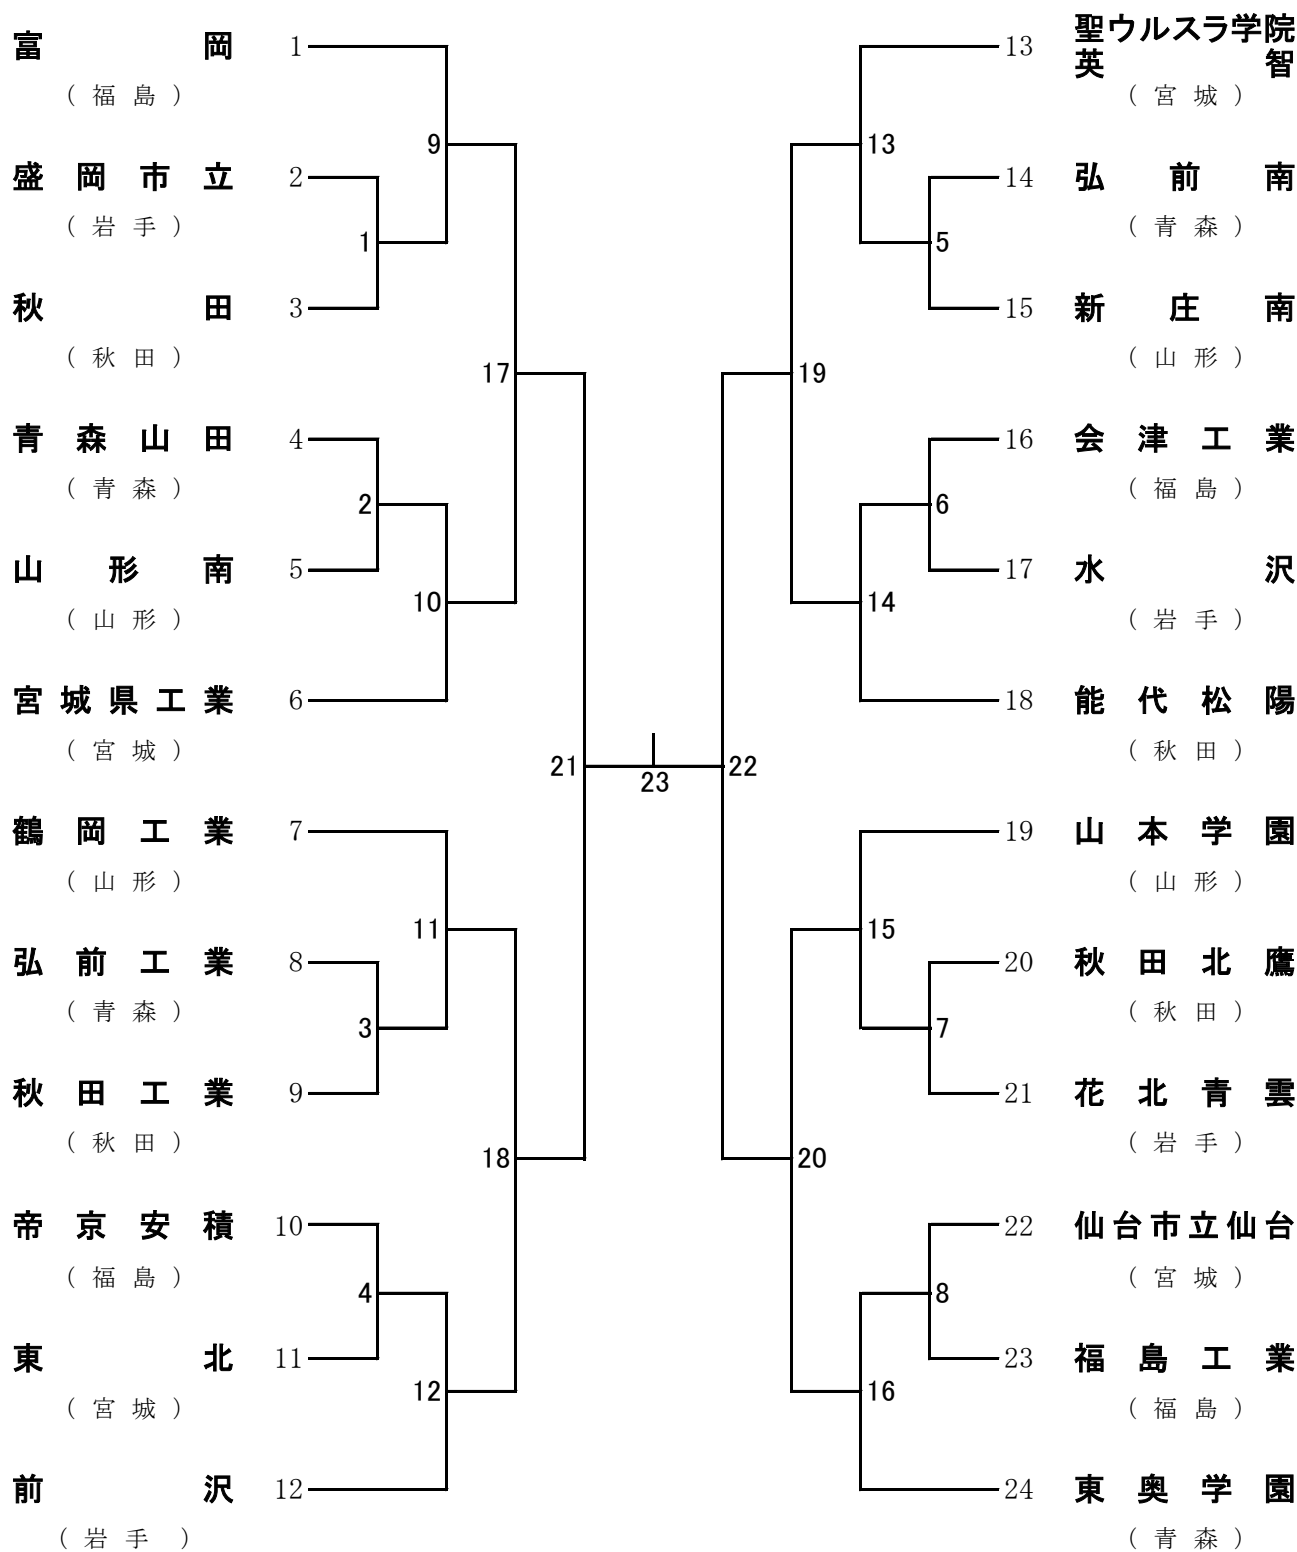 富岡 1
(福島)
盛岡市立 2
(岩手)
秋田 3
(秋田)
青森山田 4
(青森)
山形南 5
(山形)
宮城県工業 6
(宮城)
鶴岡工業 7
(山形)
弘前工業 8
(青森)
秋田工業 9
(秋田)
帝京安積 10
(福島)
東北 11
(宮城)
前沢 12
(岩手)
1
2
3
4
9
10
11
12
17
18
21
23
22
19
20
13
14
15
16
5
6
7
8
13 聖ウルスラ学院
英智
(宮城)
14 弘前南
(青森)
15 新庄南
(山形)
16 会津工業
(福島)
17 水沢
(岩手)
18 能代松陽
(秋田)
19 山本学園
(山形)
20 秋田北鷹
(秋田)
21 花北青雲
(岩手)
22 仙台市立仙台
(宮城)
23 福島工業
(福島)
24 東奥学園
(青森)